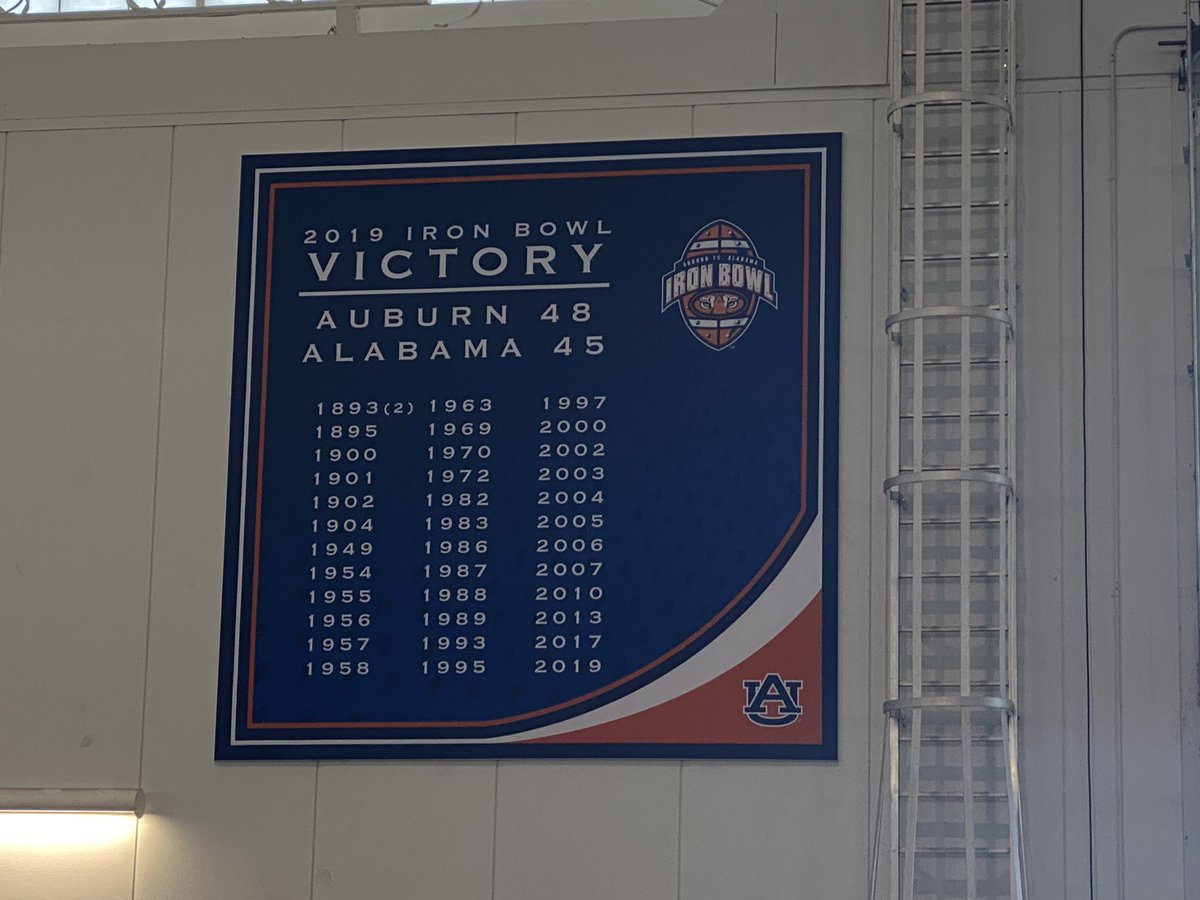 2019 IRON BOWL
VICTORY
AUBURN 48
ALABAMA 45
IRON BOWL
1893(2) 1963 1997
1895 1969 2000
1900 1970 2002
1901 1972 2003
1902 1982 2004
1904 1983 2005
1949 1986 2006
1954 1987 2007
1955 1988 2010
1956 1989 2013
1957 1993 2017
1958 1995 2019
AU